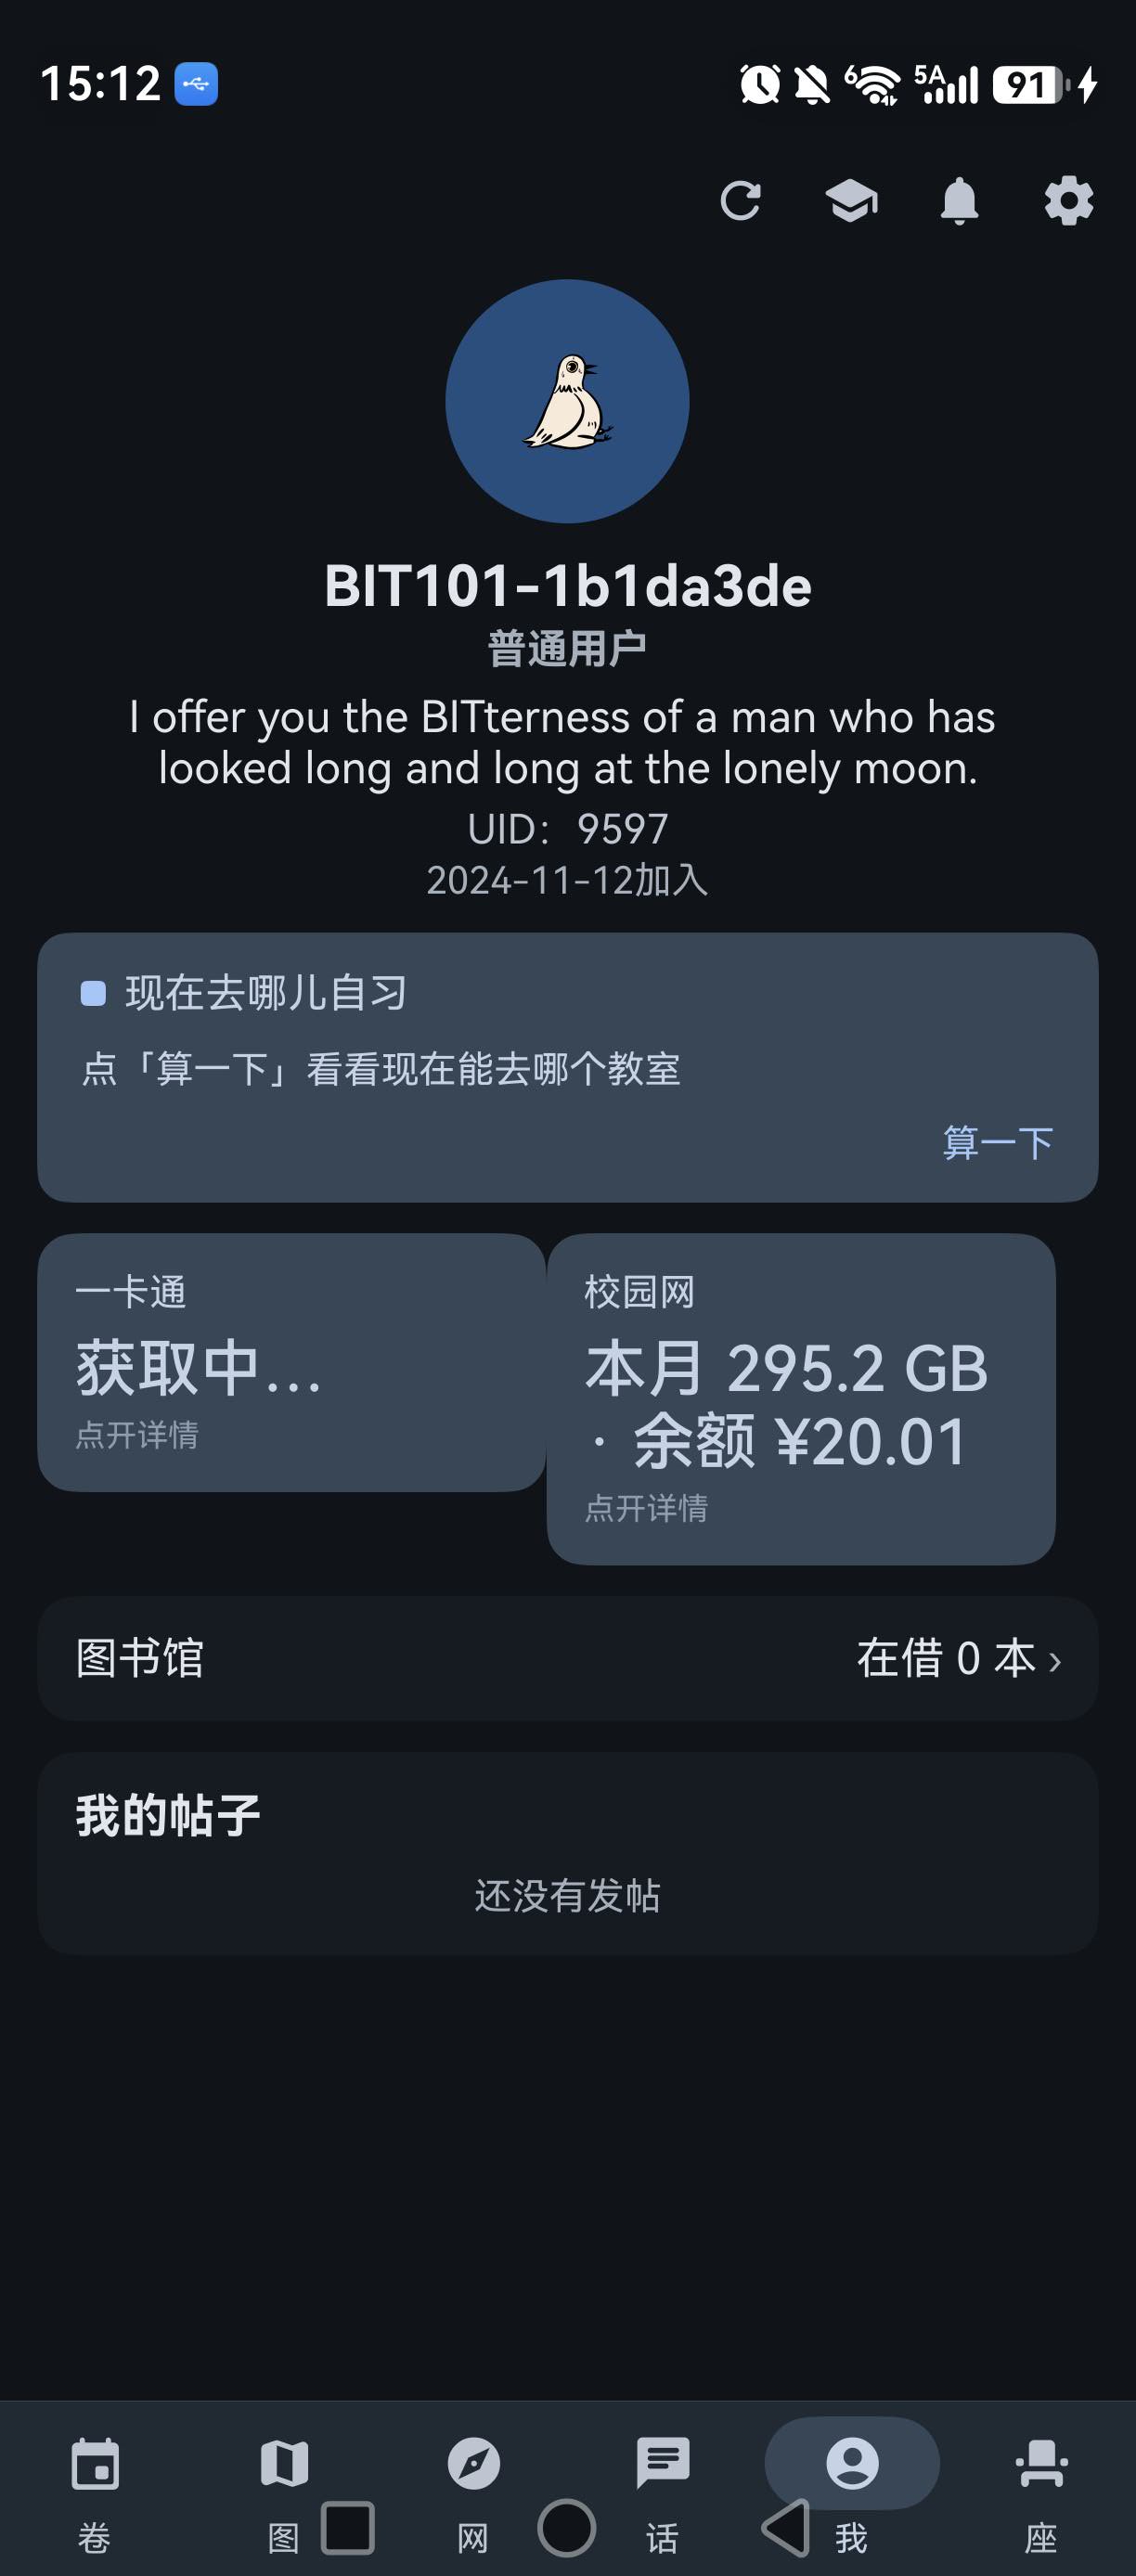 15:12
6
5A
91
BIT101-1b1da3de
普通用户
I offer you the BITterness of a man who has
looked long and long at the lonely moon.
UID：9597
2024-11-12加入
现在去哪儿自习
点「算一下」看看现在能去哪个教室
算一下
一卡通
获取中…
点开详情
校园网
本月 295.2 GB
· 余额 ¥20.01
点开详情
图书馆
在借 0 本 ›
我的帖子
还没有发帖
卷
图
网
话
我
座